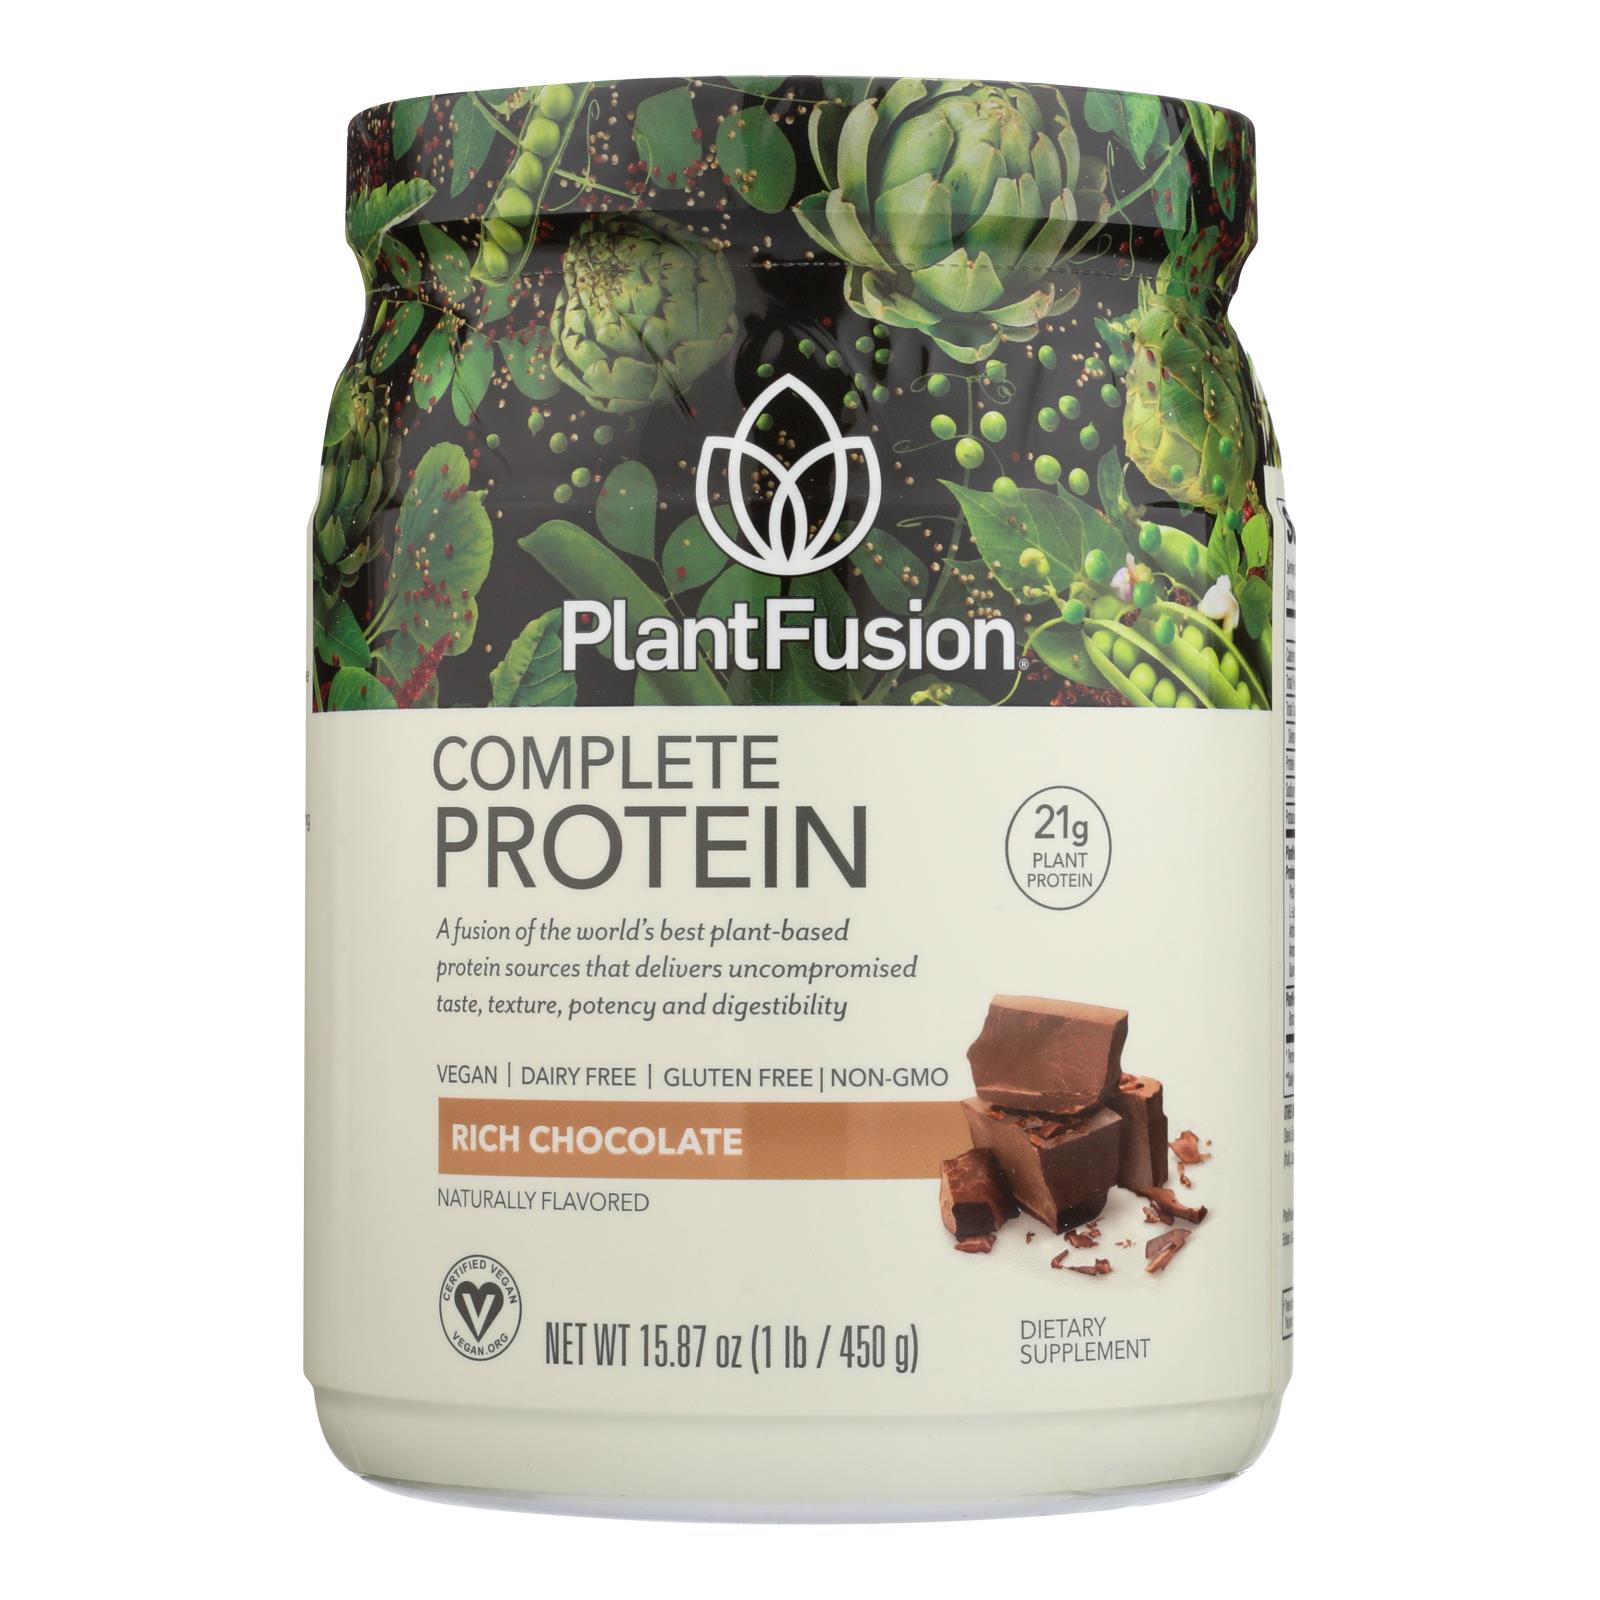 PlantFusion®
COMPLETE
PROTEIN
21g
PLANT
PROTEIN
A fusion of the world's best plant-based
protein sources that delivers uncompromised
taste, texture, potency and digestibility
VEGAN | DAIRY FREE | GLUTEN FREE | NON-GMO
RICH CHOCOLATE
NATURALLY FLAVORED
CERTIFIED VEGAN
V
VEGAN.ORG
NET WT 15.87 oz (1 lb / 450 g)
DIETARY
SUPPLEMENT